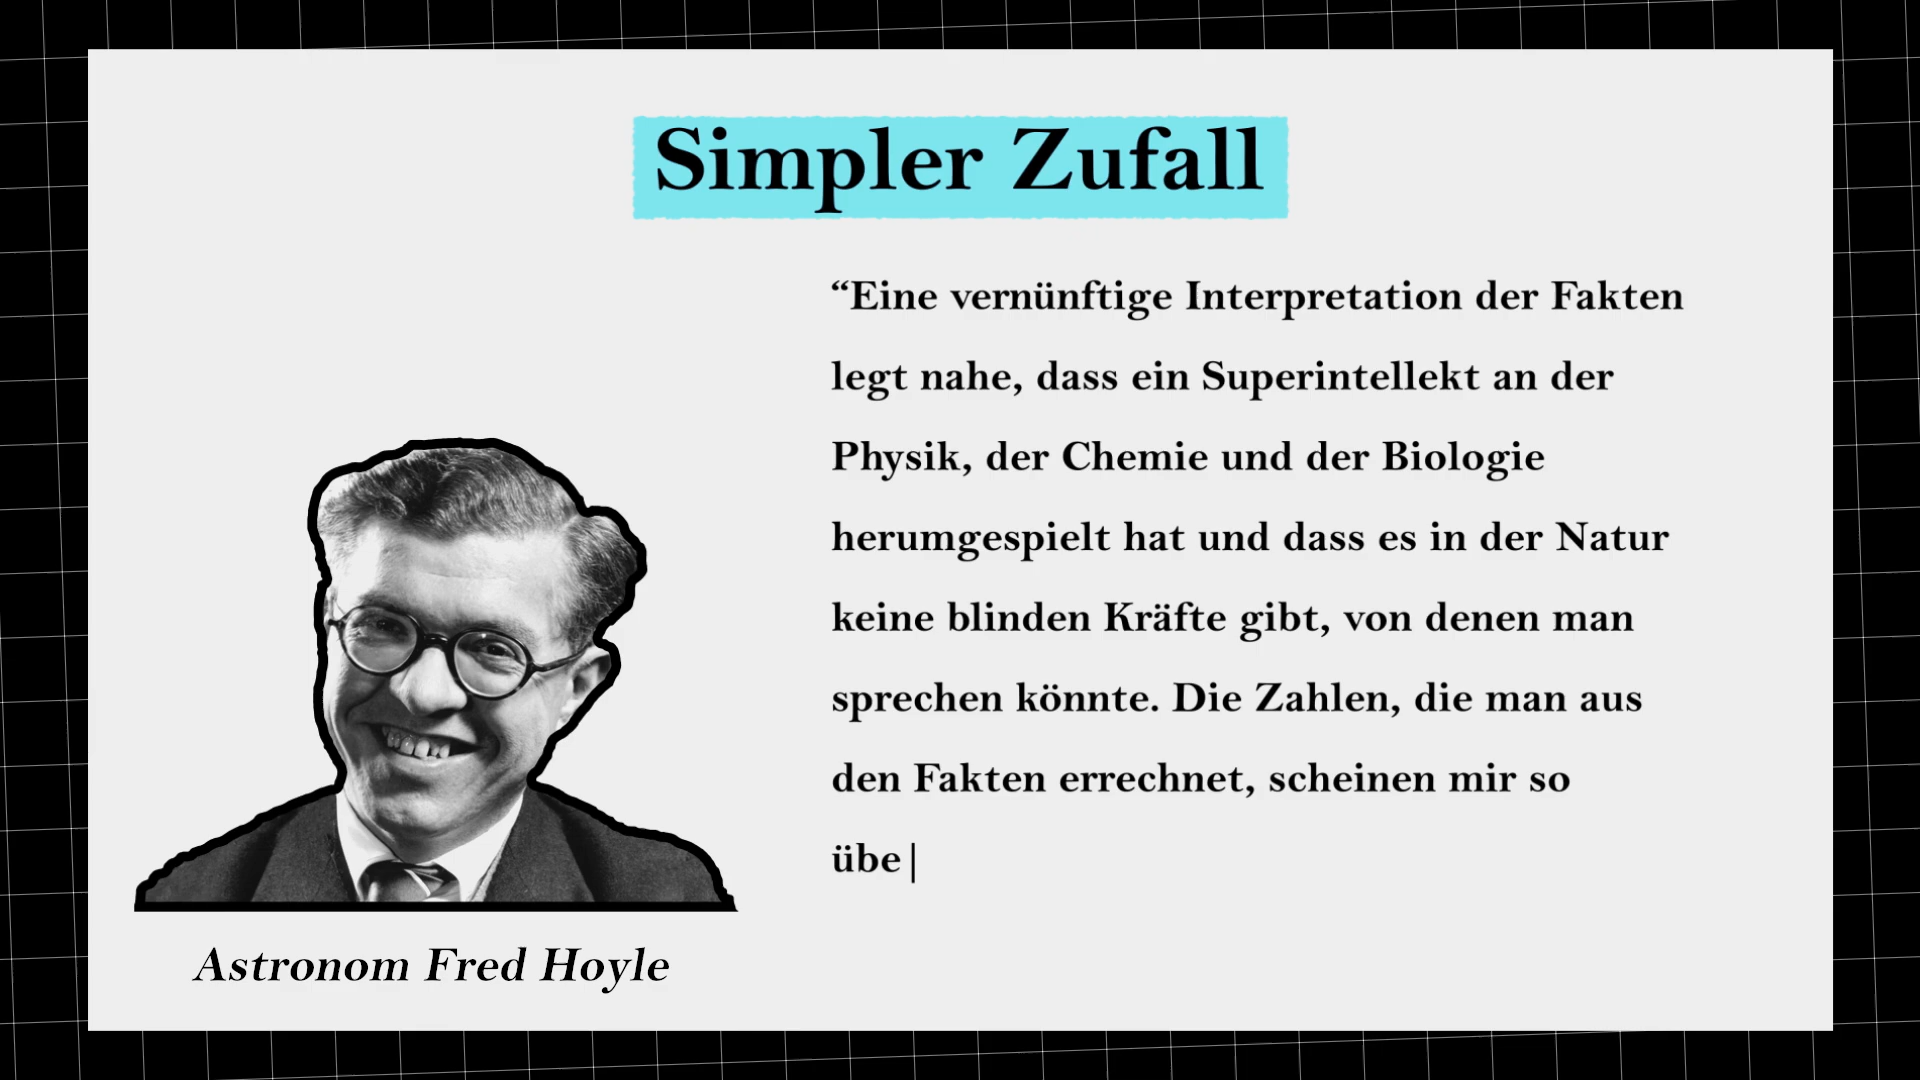 Simpler Zufall
“Eine vernünftige Interpretation der Fakten
legt nahe, dass ein Superintellekt an der
Physik, der Chemie und der Biologie
herumgespielt hat und dass es in der Natur
keine blinden Kräfte gibt, von denen man
sprechen könnte. Die Zahlen, die man aus
den Fakten errechnet, scheinen mir so
übe|
Astronom Fred Hoyle